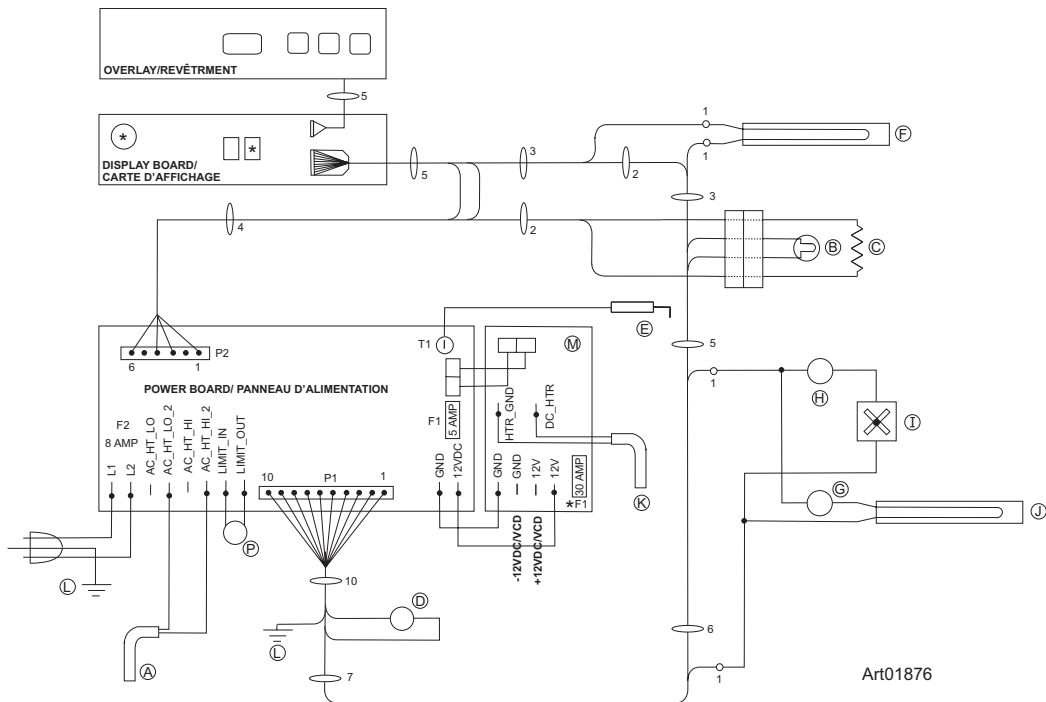 OVERLAY/REVÊTRMENT
5
*
*
DISPLAY BOARD/
CARTE D'AFFICHAGE
5
3
2
1
1
F
3
4
2
B
C
E
T1
M
P2
6
1
5
POWER BOARD/ PANNEAU D'ALIMENTATION
F2
8 AMP
L1
L2
AC_HT_LO
AC_HT_LO_2
AC_HT_HI
AC_HT_HI_2
LIMIT_IN
LIMIT_OUT
F1
5 AMP
GND
12VDC
HTR_GND
DC_HTR
GND
GND
12V
12V
30 AMP
*F1
-12VDC/VCD
+12VDC/VCD
10
P1
1
1
H
I
G
J
K
P
L
A
10
D
L
7
6
1
Art01876